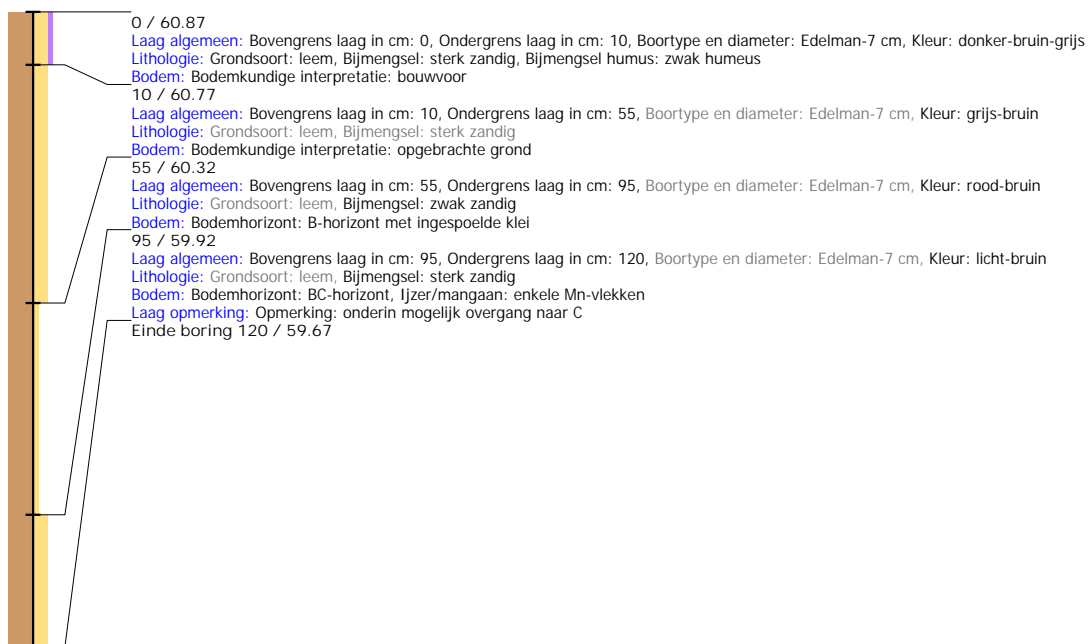 0 / 60.87
Laag algemeen: Bovengrens laag in cm: 0, Ondergrens laag in cm: 10, Boortype en diameter: Edelman-7 cm, Kleur: donker-bruin-grijs
Lithologie: Grondsoort: leem, Bijmengsel: sterk zandig, Bijmengsel humus: zwak humeus
Bodem: Bodemkundige interpretatie: bouwvoor
10 / 60.77
Laag algemeen: Bovengrens laag in cm: 10, Ondergrens laag in cm: 55, Boortype en diameter: Edelman-7 cm, Kleur: grijs-bruin
Lithologie: Grondsoort: leem, Bijmengsel: sterk zandig
Bodem: Bodemkundige interpretatie: opgebrachte grond
55 / 60.32
Laag algemeen: Bovengrens laag in cm: 55, Ondergrens laag in cm: 95, Boortype en diameter: Edelman-7 cm, Kleur: rood-bruin
Lithologie: Grondsoort: leem, Bijmengsel: zwak zandig
Bodem: Bodemhorizont: B-horizont met ingespoelde klei
95 / 59.92
Laag algemeen: Bovengrens laag in cm: 95, Ondergrens laag in cm: 120, Boortype en diameter: Edelman-7 cm, Kleur: licht-bruin
Lithologie: Grondsoort: leem, Bijmengsel: sterk zandig
Bodem: Bodemhorizont: BC-horizont, Ijzer/mangaan: enkele Mn-vlekken
Laag opmerking: Opmerking: onderin mogelijk overgang naar C
Einde boring 120 / 59.67